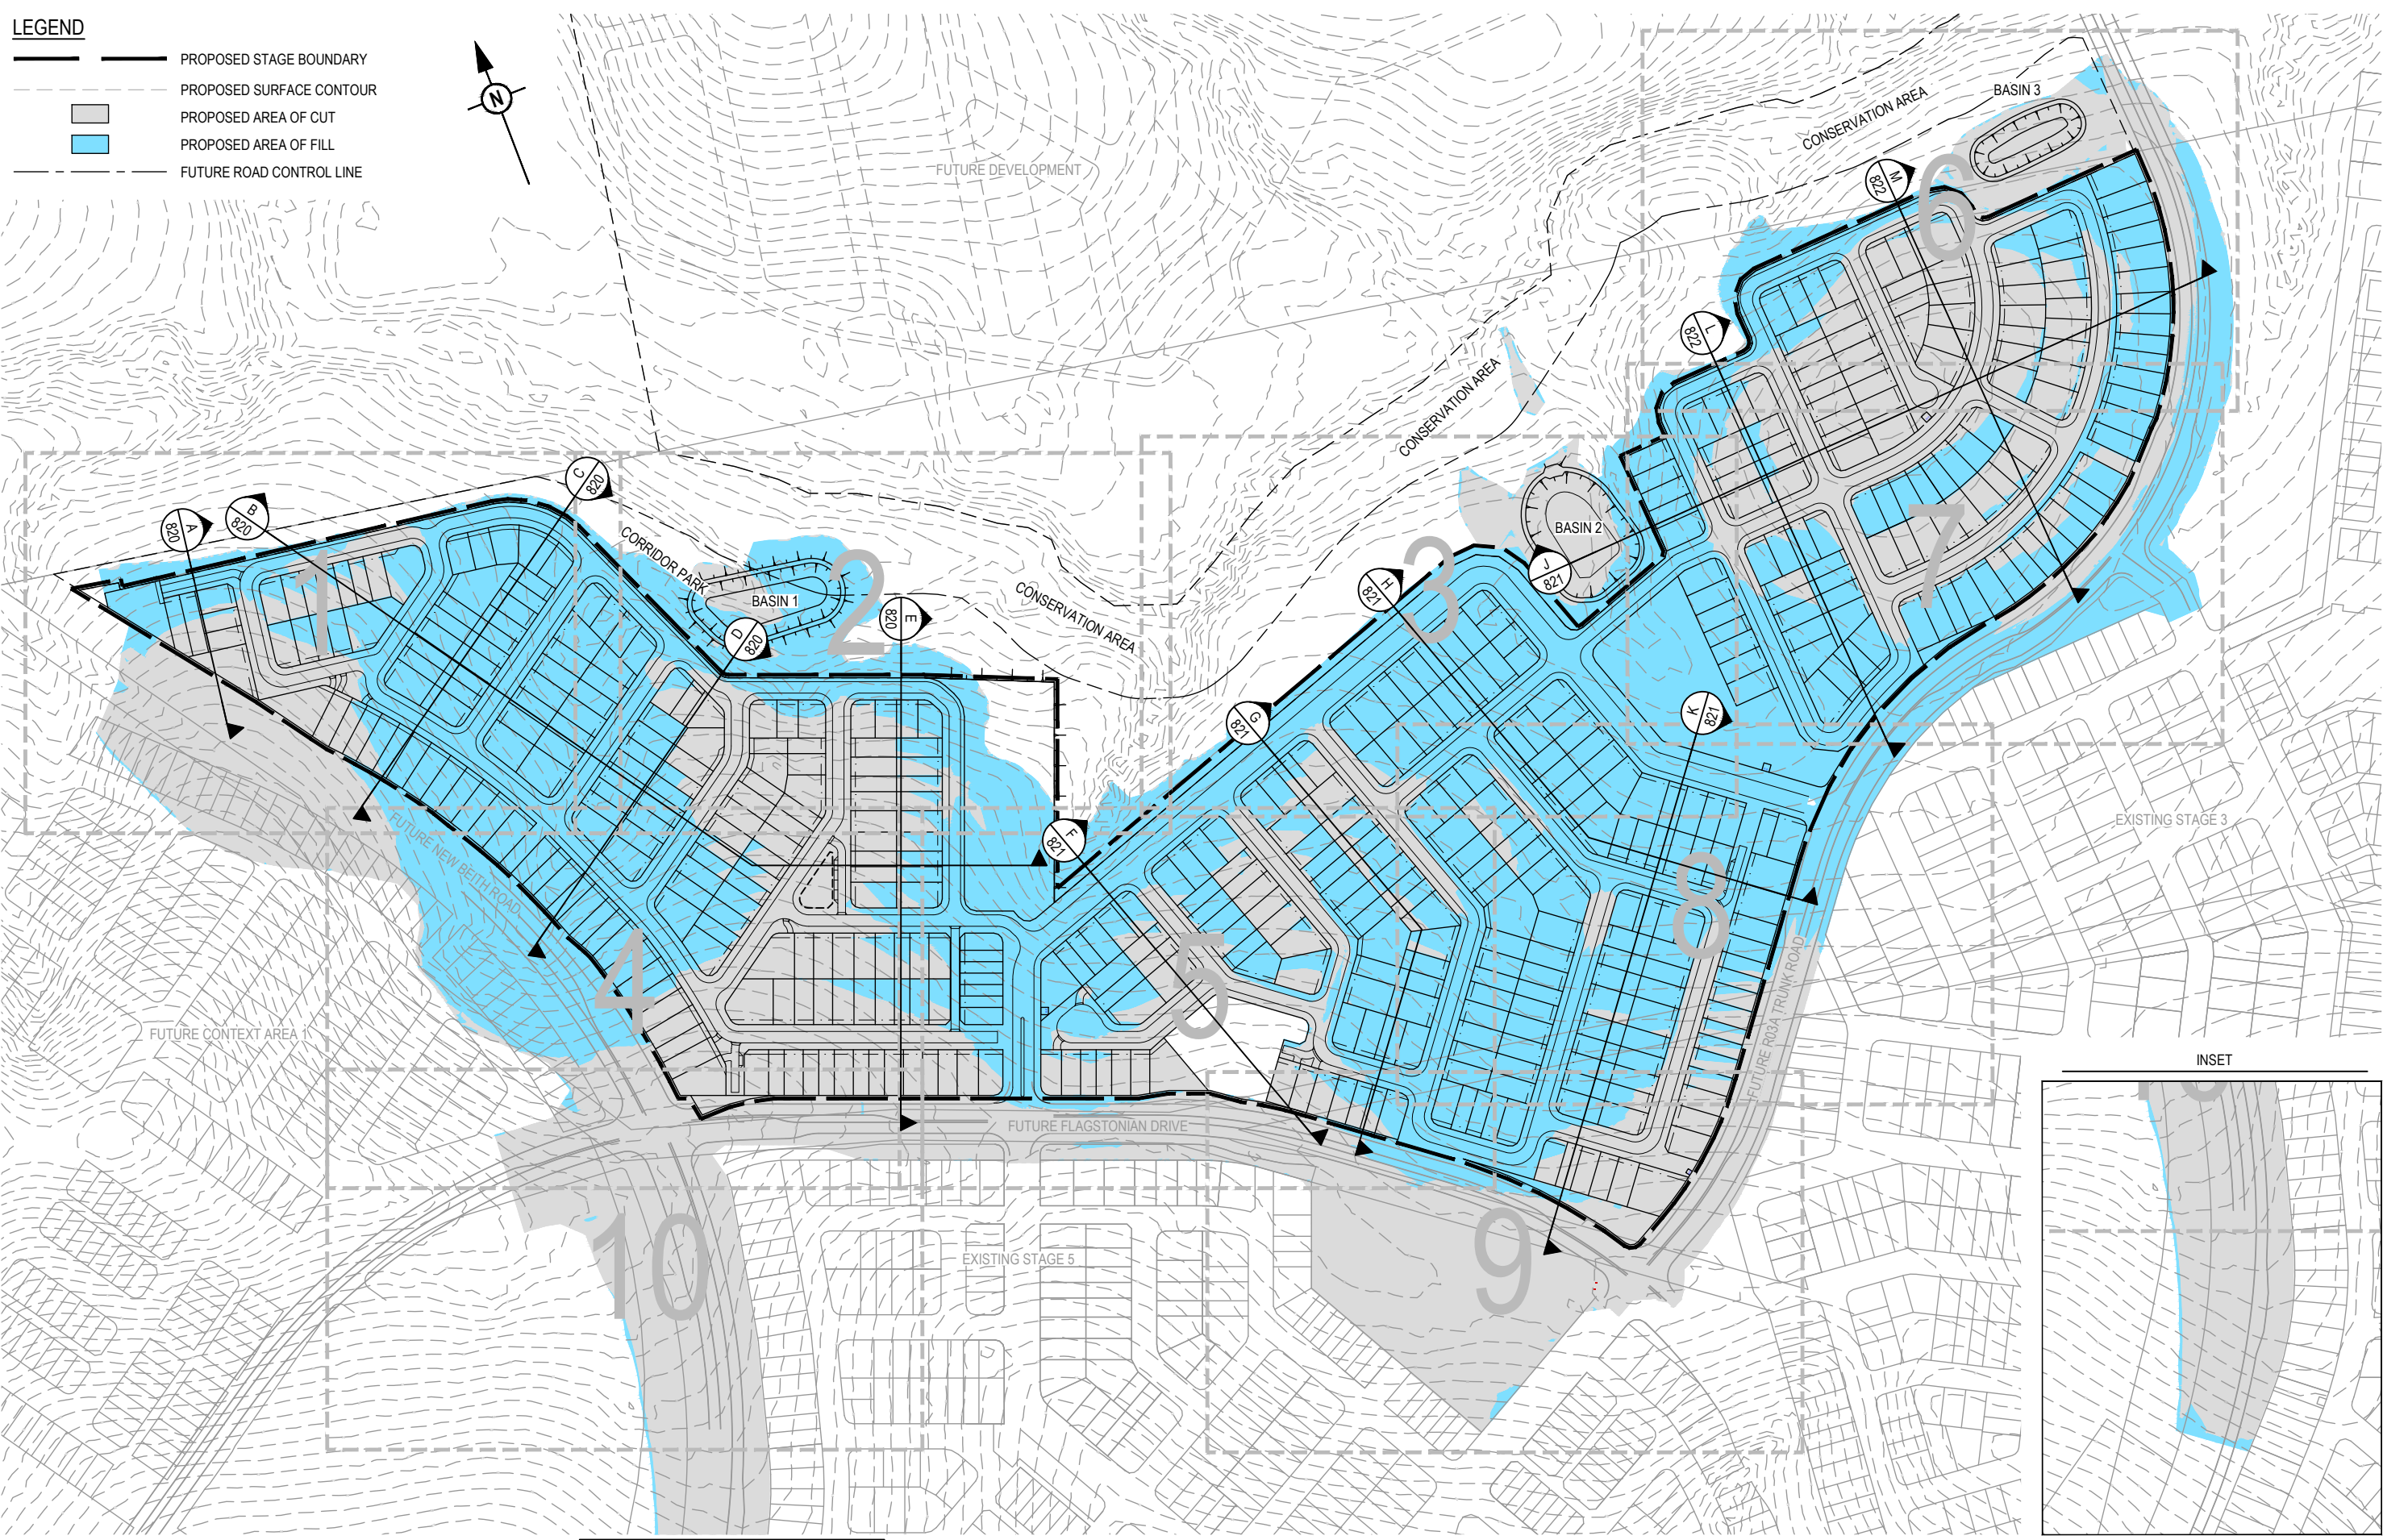 LEGEND
PROPOSED STAGE BOUNDARY
PROPOSED SURFACE CONTOUR
PROPOSED AREA OF CUT
PROPOSED AREA OF FILL
FUTURE ROAD CONTROL LINE
N
FUTURE DEVELOPMENT
BASIN 3
CONSERVATION AREA
M
822
6
L
822
CONSERVATION AREA
C
820
B
820
A
820
1
CORRIDOR PARK
BASIN 1
2
D
820
E
820
CONSERVATION AREA
BASIN 2
3
J
821
H
821
7
G
821
K
821
F
821
FUTURE NEW BEITH ROAD
EXISTING STAGE 3
8
4
5
FUTURE CONTEXT AREA 1
FUTURE R03A TRUNK ROAD
FUTURE FLAGSTONIAN DRIVE
INSET
10
EXISTING STAGE 5
9